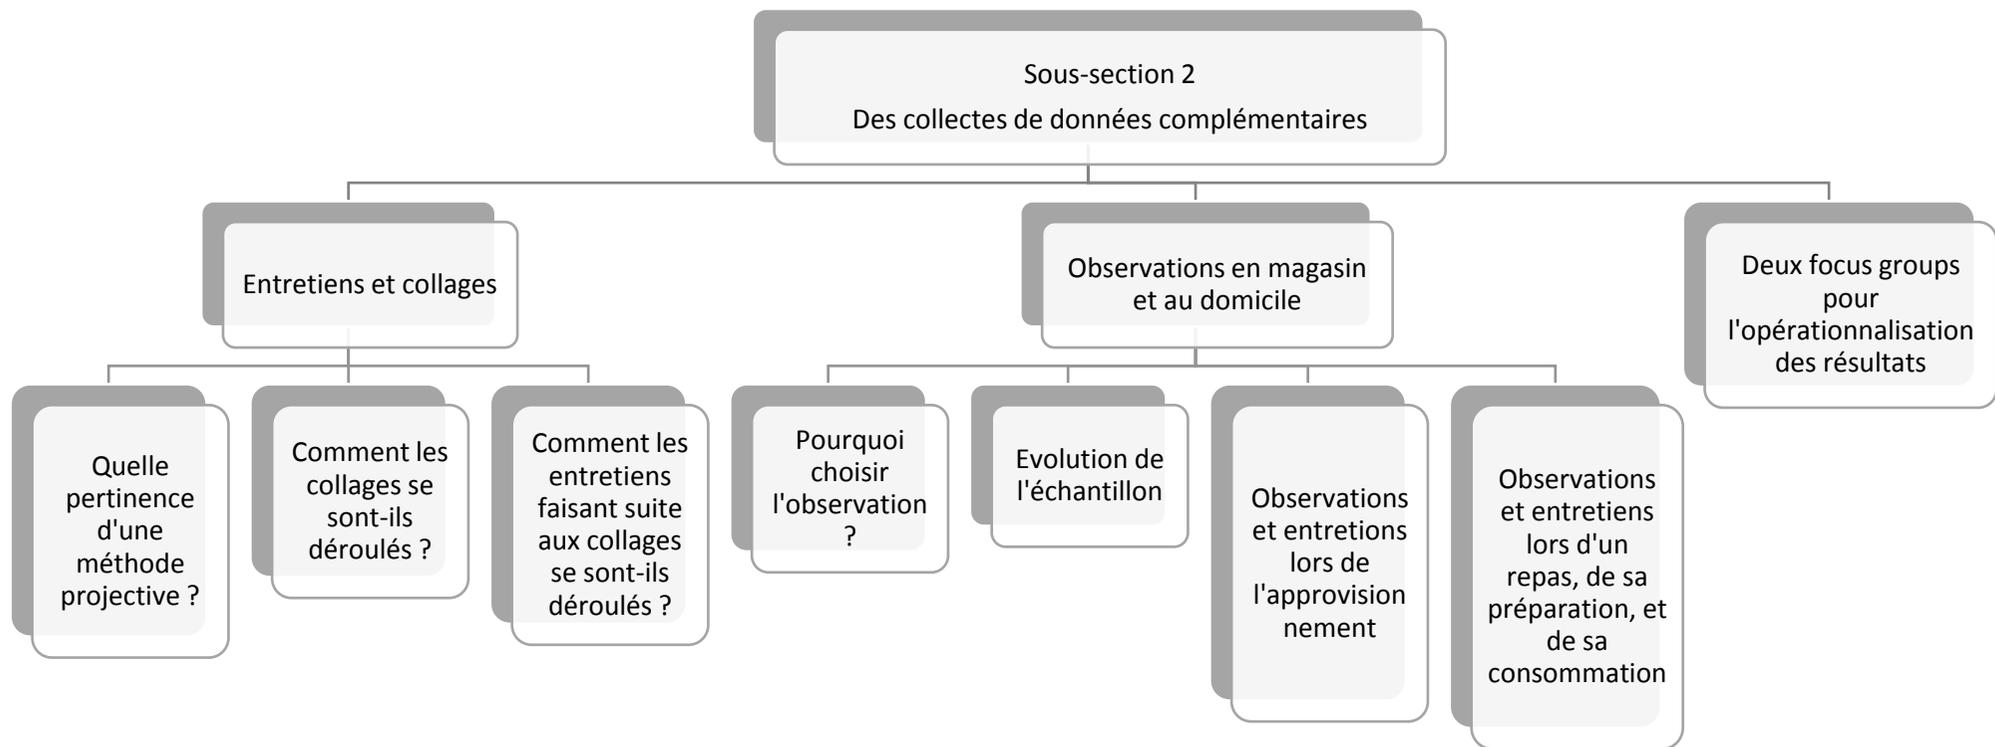 Sous-section 2
Des collectes de données complémentaires
Entretiens et collages
Observations en magasin
et au domicile
Deux focus groups
pour
l'opérationnalisation
des résultats
Quelle
pertinence
d'une
méthode
projective ?
Comment les
collages se
sont-ils
déroulés ?
Comment les
entretiens
faisant suite
aux collages
se sont-ils
déroulés ?
Pourquoi
choisir
l'observation
?
Evolution de
l'échantillon
Observations
et entretions
lors de
l'approvision
nement
Observations
et entretiens
lors d'un
repas, de sa
préparation, et
de sa
consommation